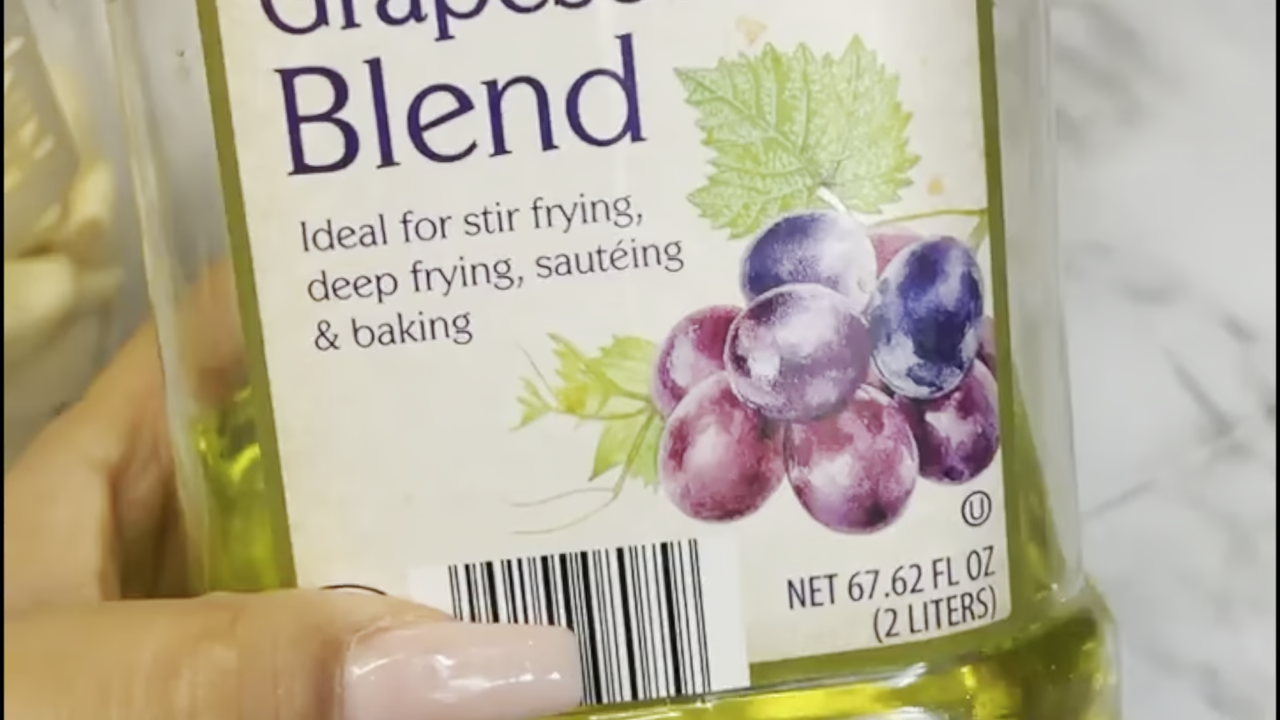 Blend
Ideal for stir frying,
deep frying, sautéing
& baking
U
NET 67.62 FL OZ
(2 LITERS)